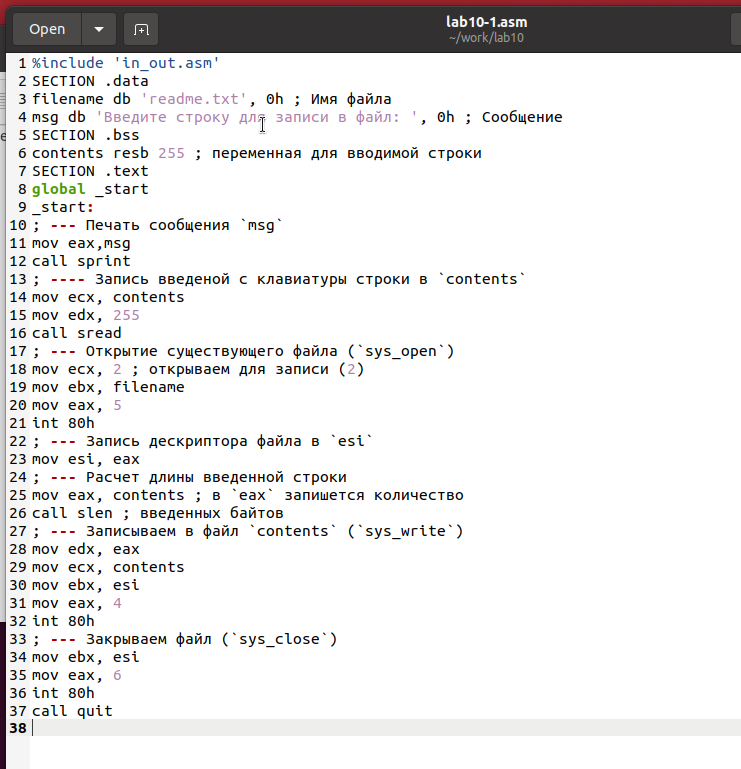 Open
lab10-1.asm
~/work/lab10
1 %include 'in_out.asm'
2 SECTION .data
3 filename db 'readme.txt', 0h ; Имя файла
4 msg db 'Введите строку для записи в файл: ', 0h ; Сообщение
5 SECTION .bss
6 contents resb 255 ; переменная для вводимой строки
7 SECTION .text
8 global _start
9 _start:
10 ; --- Печать сообщения `msg`
11 mov eax,msg
12 call sprint
13 ; ---- Запись введеной с клавиатуры строки в `contents`
14 mov ecx, contents
15 mov edx, 255
16 call sread
17 ; --- Открытие существующего файла (`sys_open`)
18 mov ecx, 2 ; открываем для записи (2)
19 mov ebx, filename
20 mov eax, 5
21 int 80h
22 ; --- Запись дескриптора файла в `esi`
23 mov esi, eax
24 ; --- Расчет длины введенной строки
25 mov eax, contents ; в `eax` запишется количество
26 call slen ; введенных байтов
27 ; --- Записываем в файл `contents` (`sys_write`)
28 mov edx, eax
29 mov ecx, contents
30 mov ebx, esi
31 mov eax, 4
32 int 80h
33 ; --- Закрываем файл (`sys_close`)
34 mov ebx, esi
35 mov eax, 6
36 int 80h
37 call quit
38